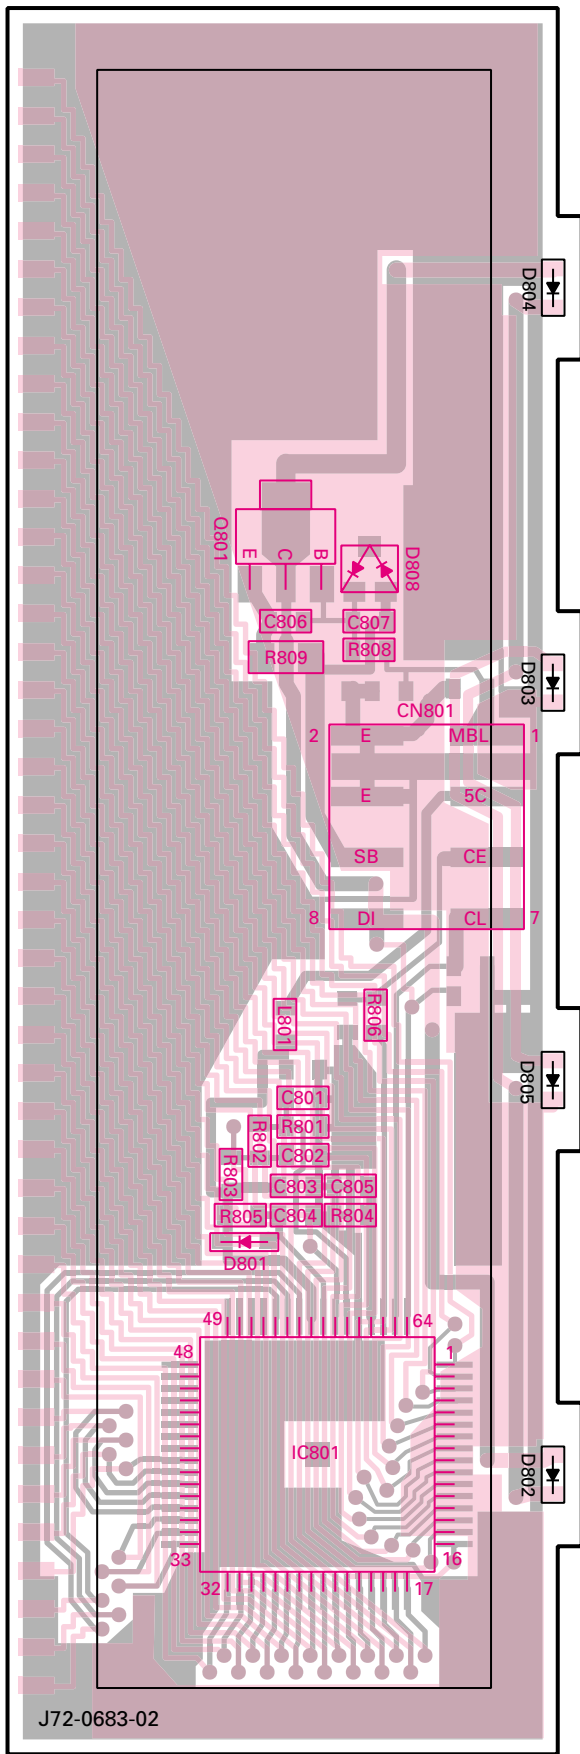 D804
Q801
E
C
B
D808
C806
C807
R809
R808
D803
CN801
2
E
MBL
1
E
5C
SB
CE
8
DI
CL
7
L801
R806
D805
C801
R801
R802
C802
R803
C803
C805
R805
C804
R804
D801
49
64
48
1
IC801
D802
33
16
32
17
J72-0683-02